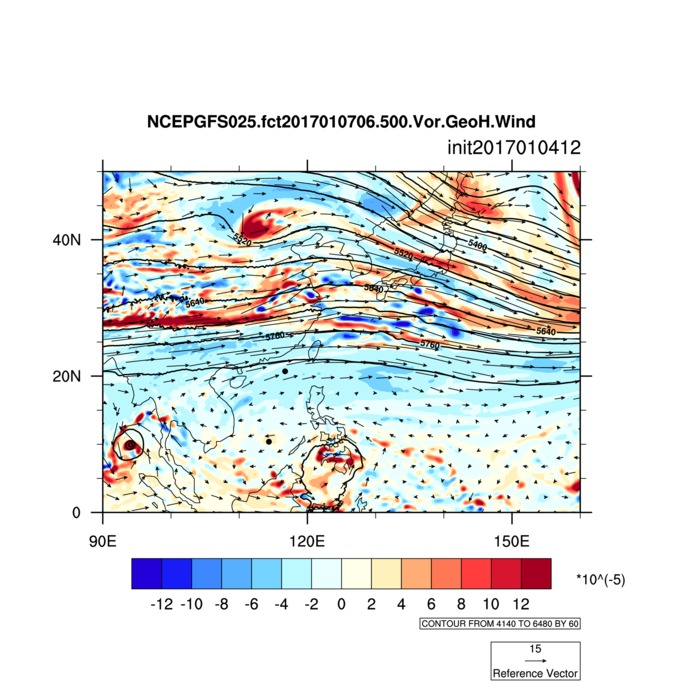 NCEPGFS025.fct2017010706.500.Vor.GeoH.Wind
init2017010412
40N
20N
0
90E 120E 150E
5520
5400
5520
5640
5640
5640
5760
5760
-12 -10 -8 -6 -4 -2 0 2 4 6 8 10 12
*10^(-5)
CONTOUR FROM 4140 TO 6480 BY 60
15
Reference Vector